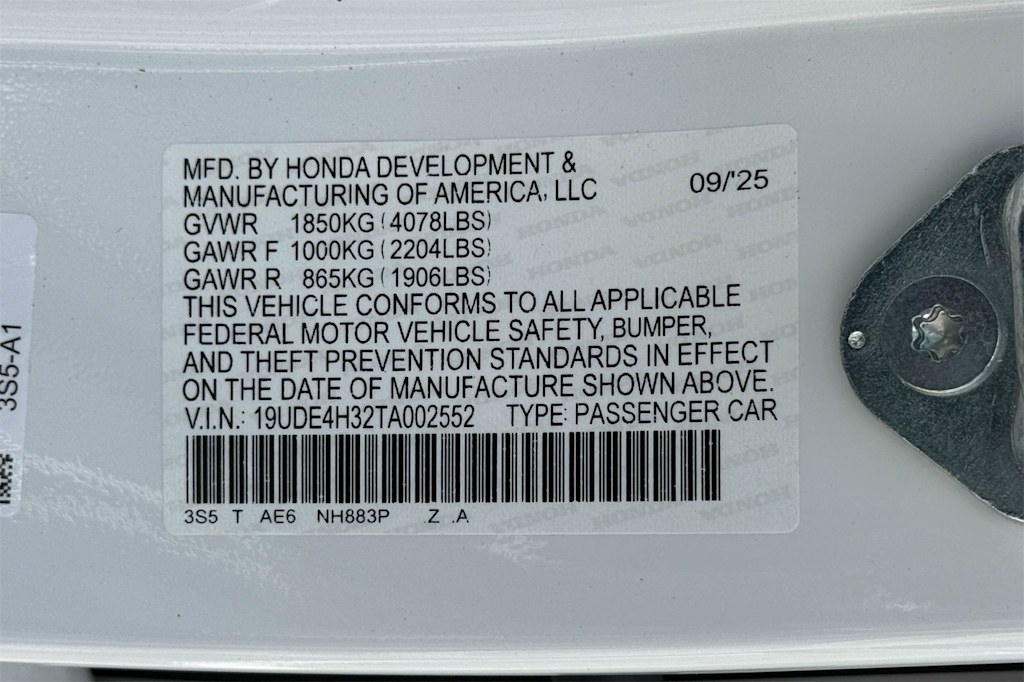 MFD. BY HONDA DEVELOPMENT &
MANUFACTURING OF AMERICA, LLC
09/'25
GVWR 1850KG (4078LBS)
GAWR F 1000KG (2204LBS)
GAWR R 865KG (1906LBS)
THIS VEHICLE CONFORMS TO ALL APPLICABLE
FEDERAL MOTOR VEHICLE SAFETY, BUMPER,
AND THEFT PREVENTION STANDARDS IN EFFECT
ON THE DATE OF MANUFACTURE SHOWN ABOVE.
V.I.N.: 19UDE4H32TA002552 TYPE: PASSENGER CAR
3S5 T AE6 NH883P .Z .A
3S5-A1